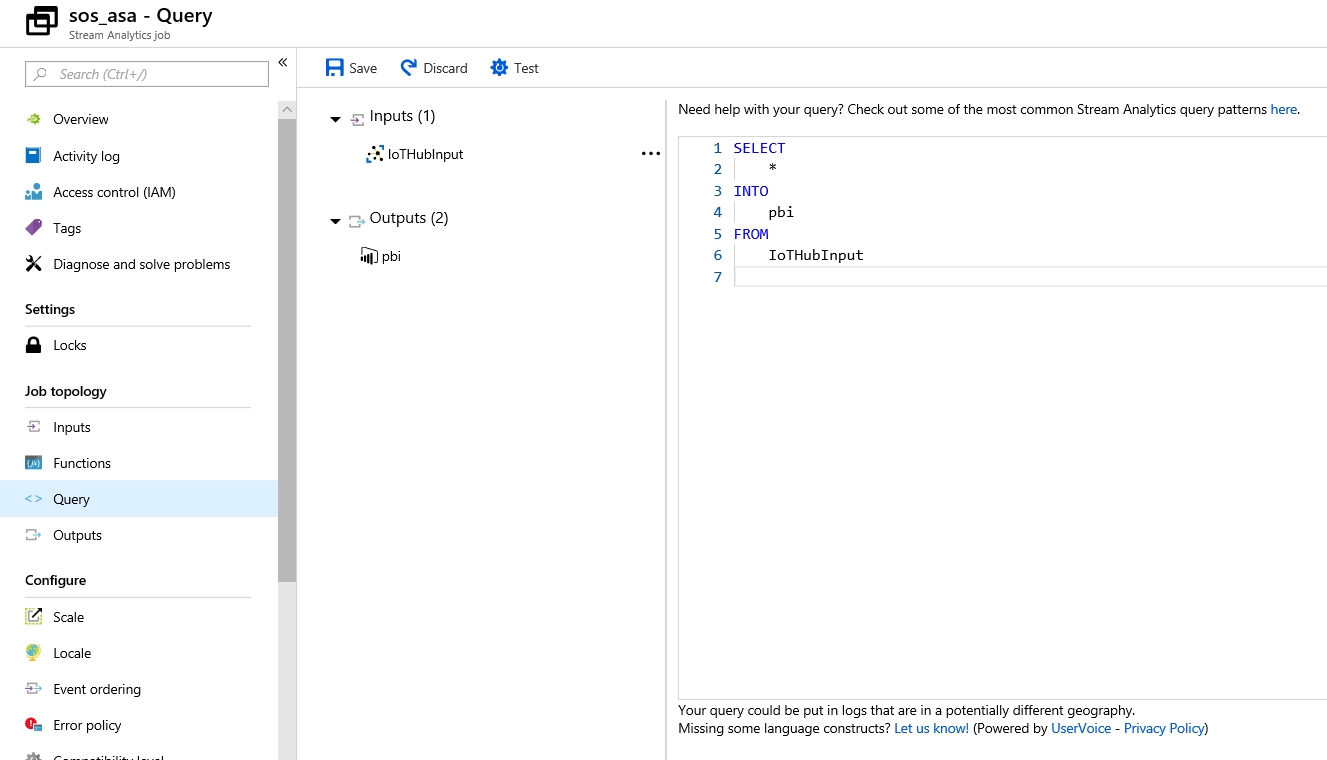 sos_asa - Query
Stream Analytics job
Search (Ctrl+/)
«
Overview
Activity log
Access control (IAM)
Tags
Diagnose and solve problems
Settings
Locks
Job topology
Inputs
Functions
<> Query
Outputs
Configure
Scale
Locale
Event ordering
Error policy
Compatibility level
Save
Discard
Test
Inputs (1)
IoTHubInput
...
Outputs (2)
pbi
Need help with your query? Check out some of the most common Stream Analytics query patterns here.
1 SELECT
2 *
3 INTO
4 pbi
5 FROM
6 IoTHubInput
7
Your query could be put in logs that are in a potentially different geography.
Missing some language constructs? Let us know! (Powered by UserVoice - Privacy Policy)